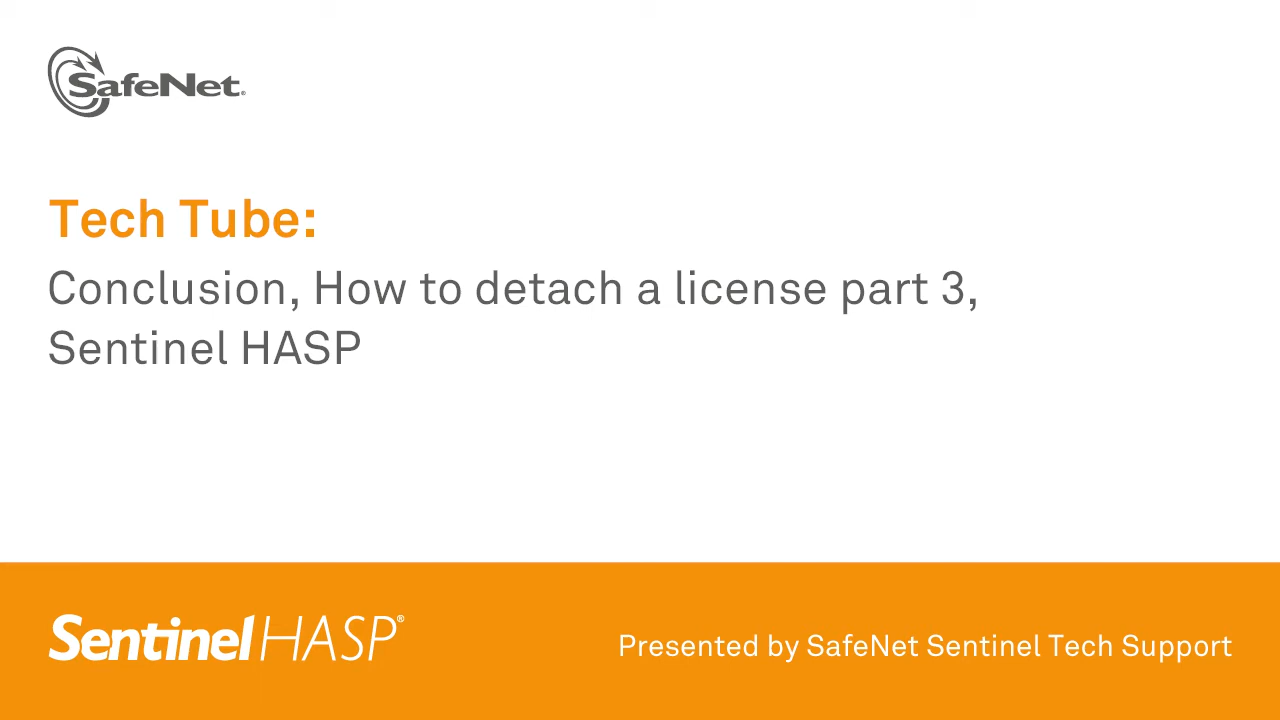 SafeNet®
Tech Tube:
Conclusion, How to detach a license part 3,
Sentinel HASP
Sentinel HASP®
Presented by SafeNet Sentinel Tech Support